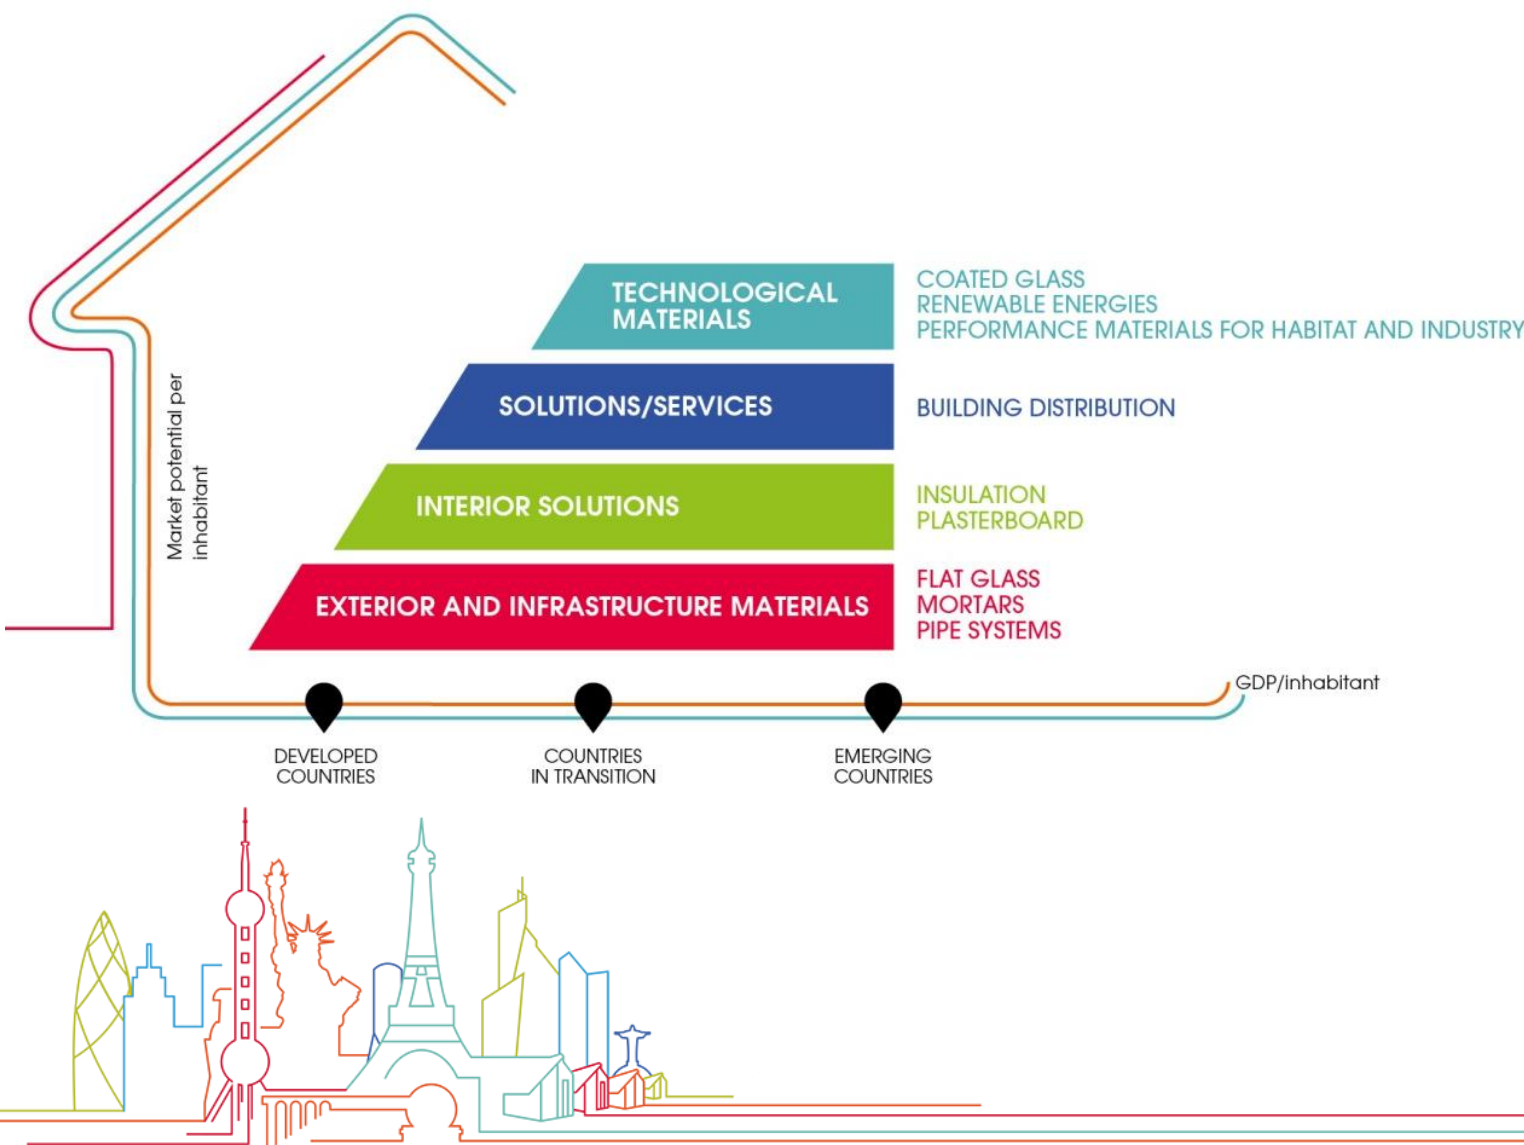 TECHNOLOGICAL
MATERIALS
COATED GLASS
RENEWABLE ENERGIES
PERFORMANCE MATERIALS FOR HABITAT AND INDUSTRY
SOLUTIONS/SERVICES
BUILDING DISTRIBUTION
INTERIOR SOLUTIONS
INSULATION
PLASTERBOARD
EXTERIOR AND INFRASTRUCTURE MATERIALS
FLAT GLASS
MORTARS
PIPE SYSTEMS
Market potential per
inhabitant
GDP/inhabitant
DEVELOPED
COUNTRIES
COUNTRIES
IN TRANSITION
EMERGING
COUNTRIES